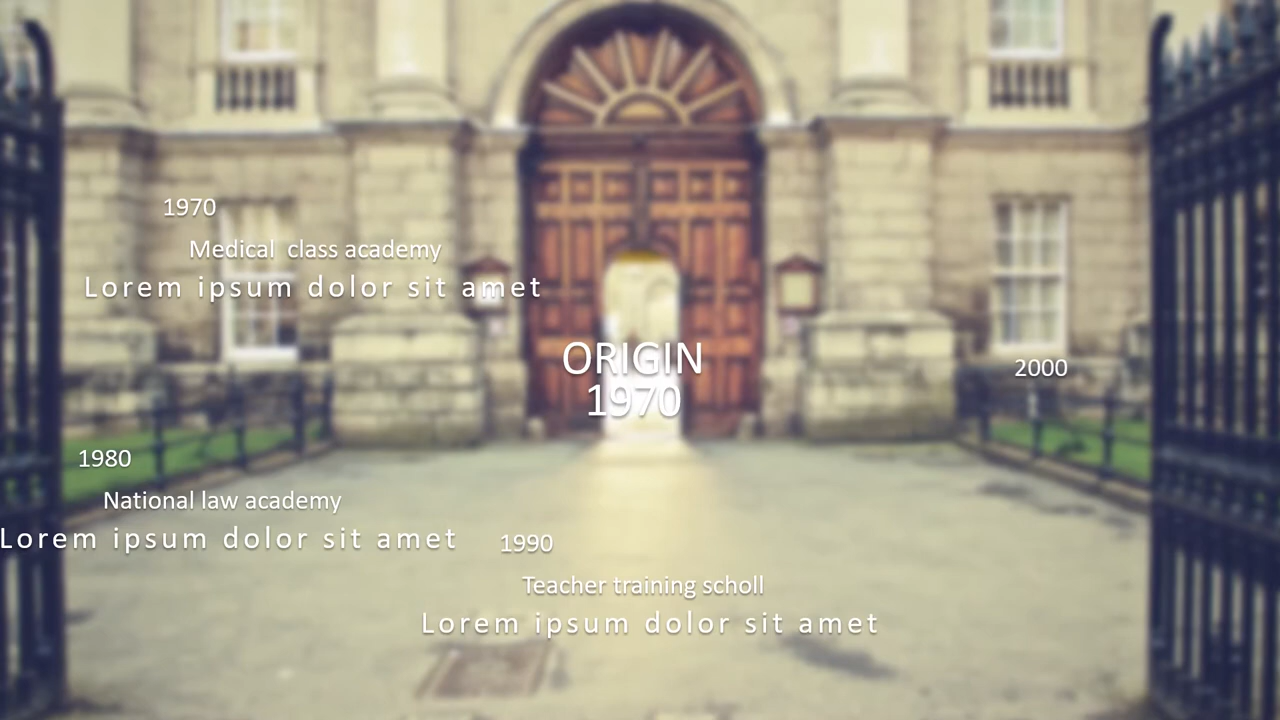 1970
Medical  class academy
Lorem ipsum dolor sit amet
ORIGIN
1970
2000
1980
National law academy
Lorem ipsum dolor sit amet
1990
Teacher training scholl
Lorem ipsum dolor sit amet